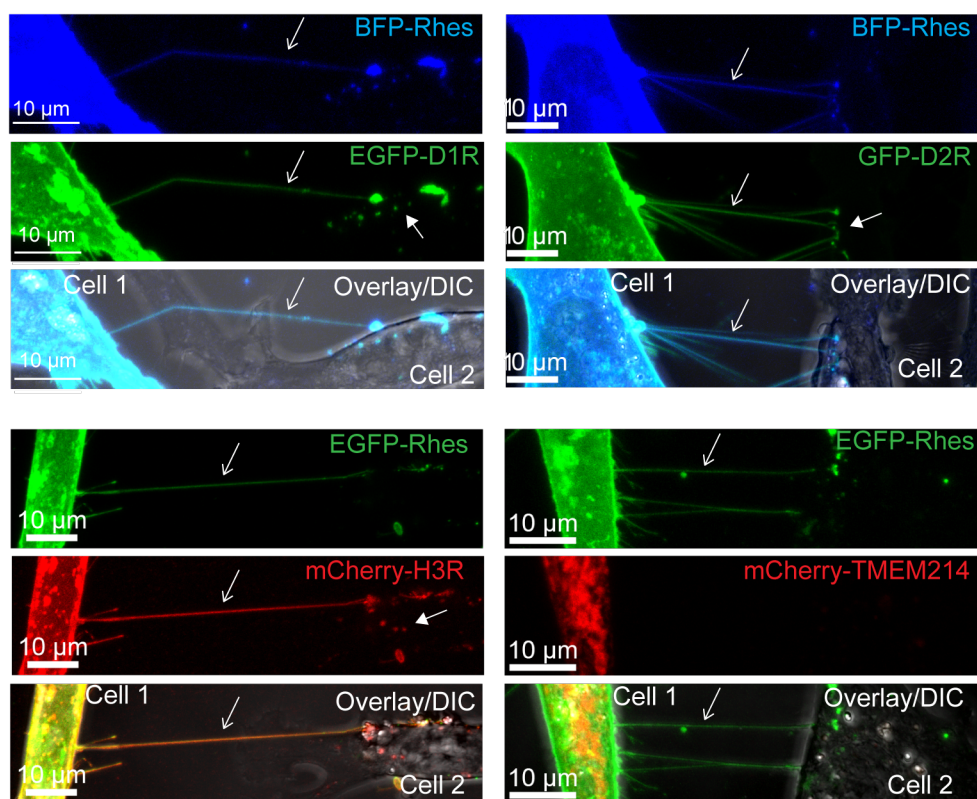 BFP-Rhes
10 µm
EGFP-D1R
10 µm
Cell 1
Overlay/DIC
10 µm
Cell 2
BFP-Rhes
10 µm
GFP-D2R
10 µm
Cell 1
Overlay/DIC
10 µm
Cell 2
EGFP-Rhes
10 µm
mCherry-H3R
10 µm
Cell 1
Overlay/DIC
10 µm
Cell 2
EGFP-Rhes
10 µm
mCherry-TMEM214
10 µm
Cell 1
Overlay/DIC
10 µm
Cell 2